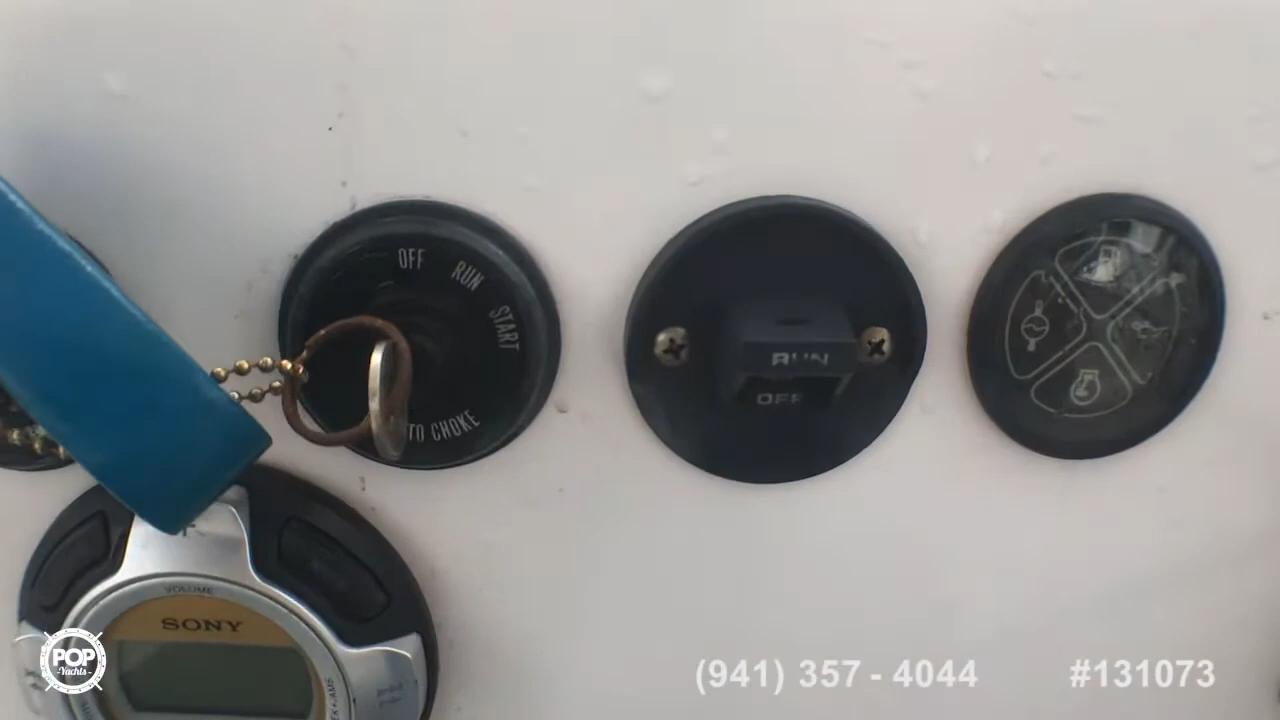 OFF
RUN
START
TO CHOKE
RUN
OFF
VOLUME
SONY
POP
Yachts
(941) 357 - 4044 #131073